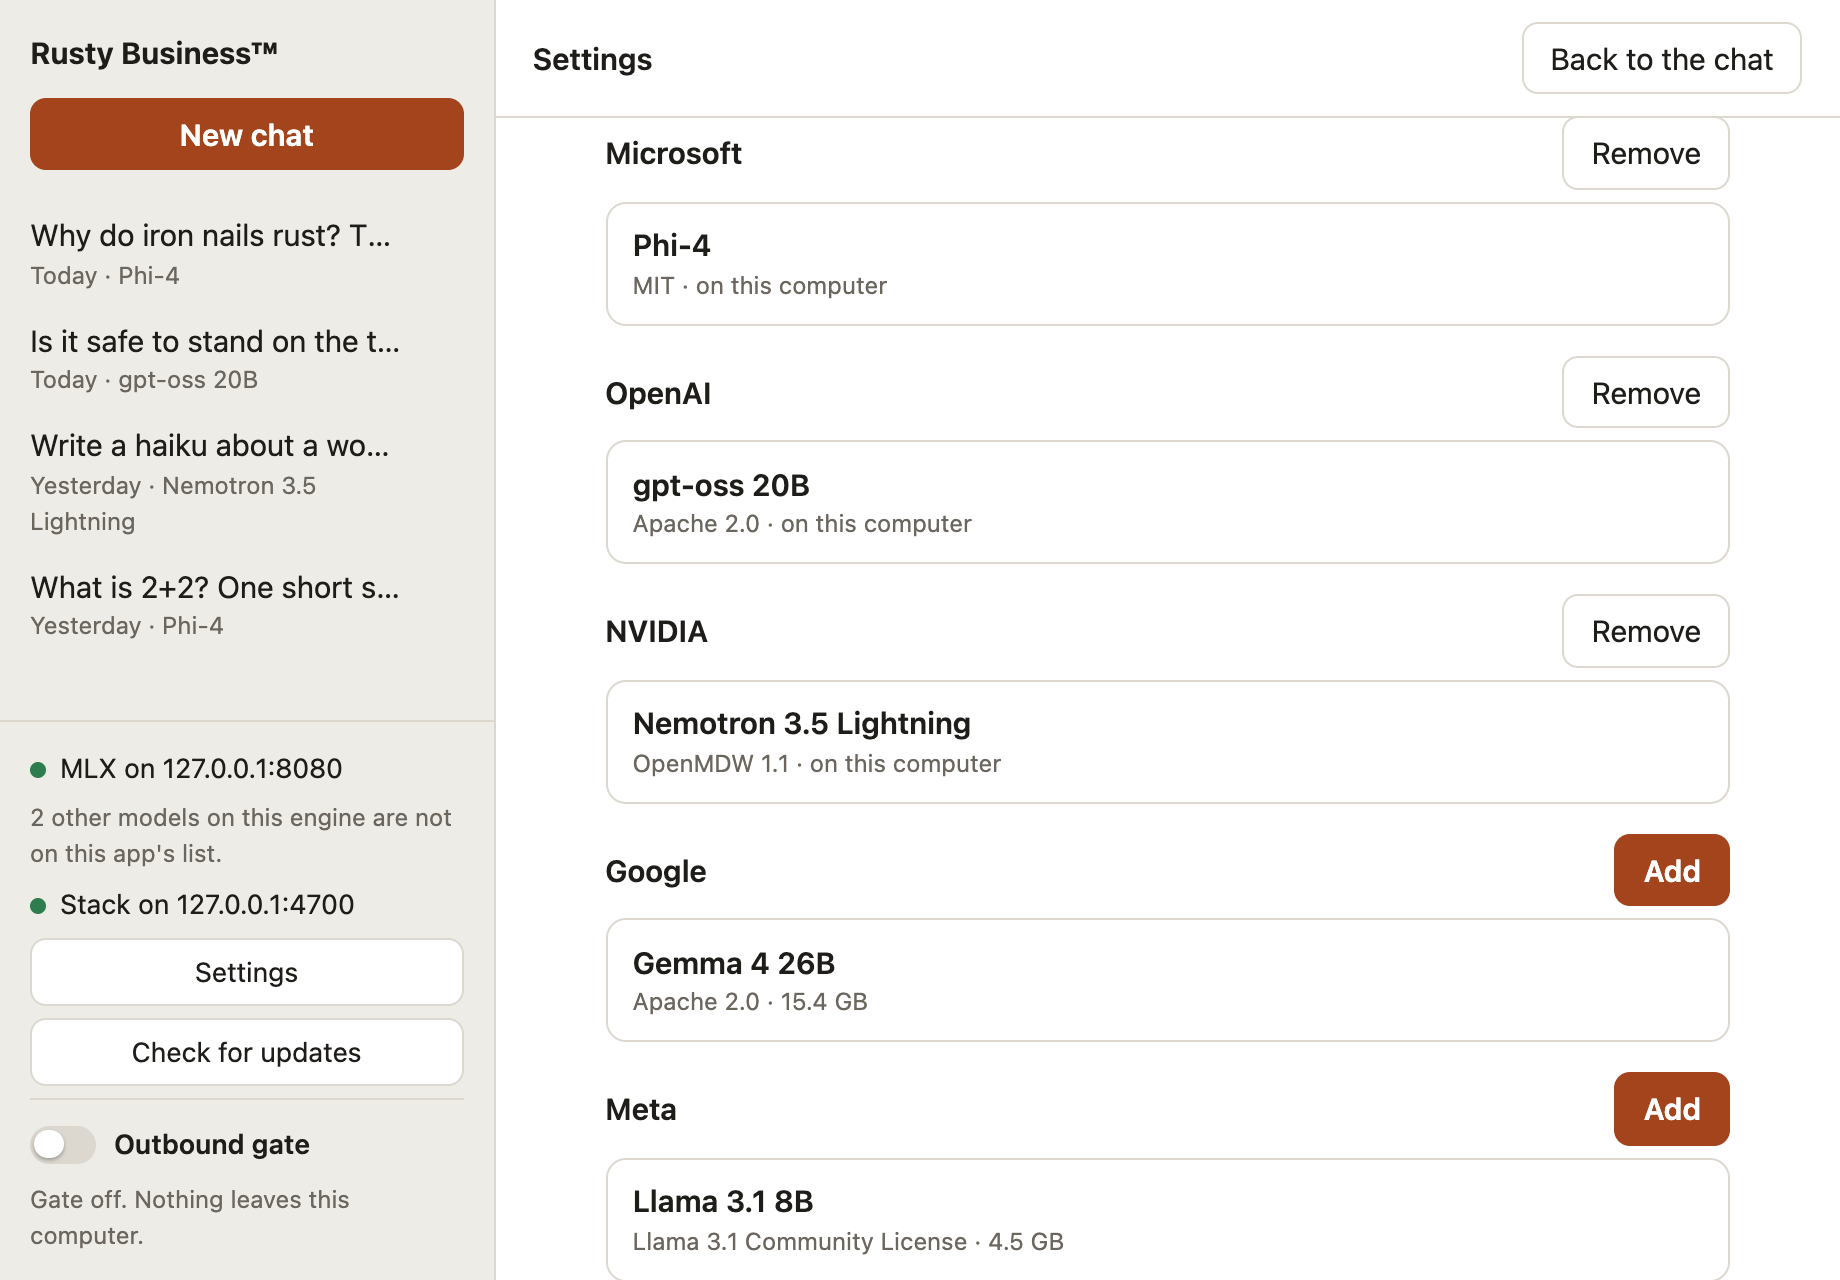 Rusty Business™
New chat
Why do iron nails rust? T...
Today · Phi-4
Is it safe to stand on the t...
Today · gpt-oss 20B
Write a haiku about a wo...
Yesterday · Nemotron 3.5
Lightning
What is 2+2? One short s...
Yesterday · Phi-4
MLX on 127.0.0.1:8080
2 other models on this engine are not
on this app's list.
Stack on 127.0.0.1:4700
Settings
Check for updates
Outbound gate
Gate off. Nothing leaves this
computer.
Settings
Back to the chat
Microsoft
Remove
Phi-4
MIT · on this computer
OpenAI
Remove
gpt-oss 20B
Apache 2.0 · on this computer
NVIDIA
Remove
Nemotron 3.5 Lightning
OpenMDW 1.1 · on this computer
Google
Add
Gemma 4 26B
Apache 2.0 · 15.4 GB
Meta
Add
Llama 3.1 8B
Llama 3.1 Community License · 4.5 GB